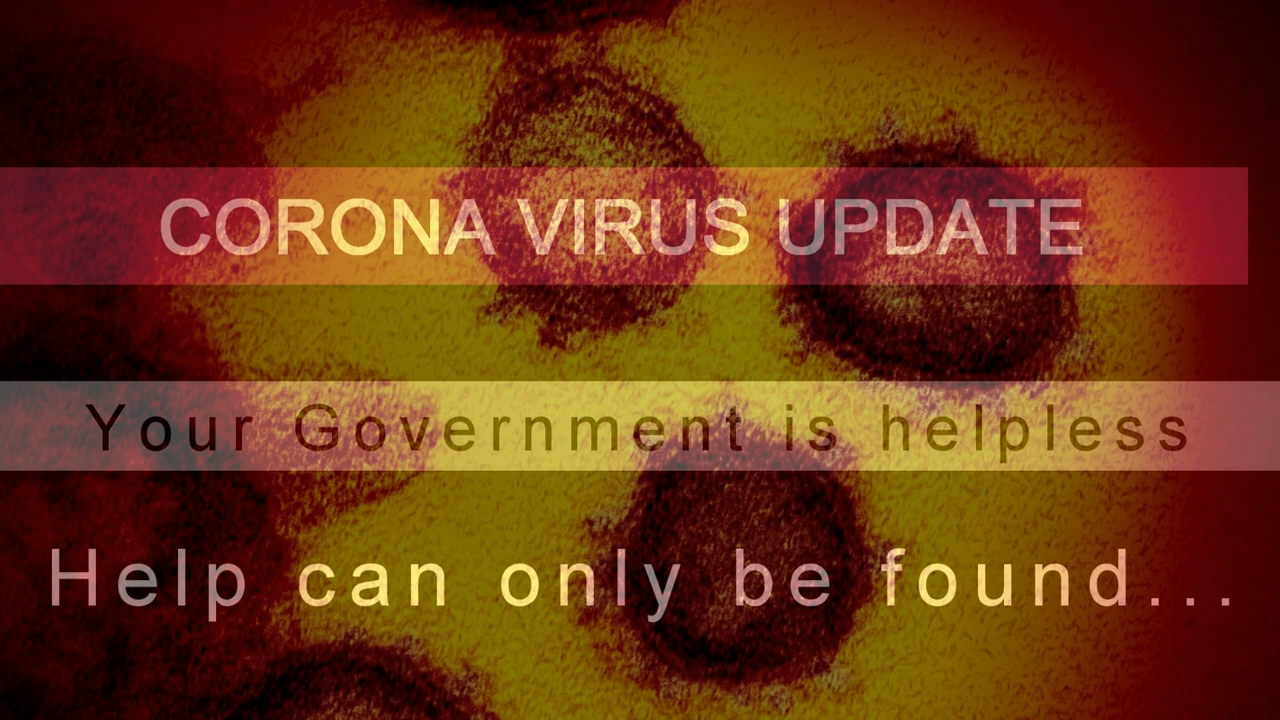 CORONA VIRUS UPDATE
Your Government is helpless
Help can only be found...